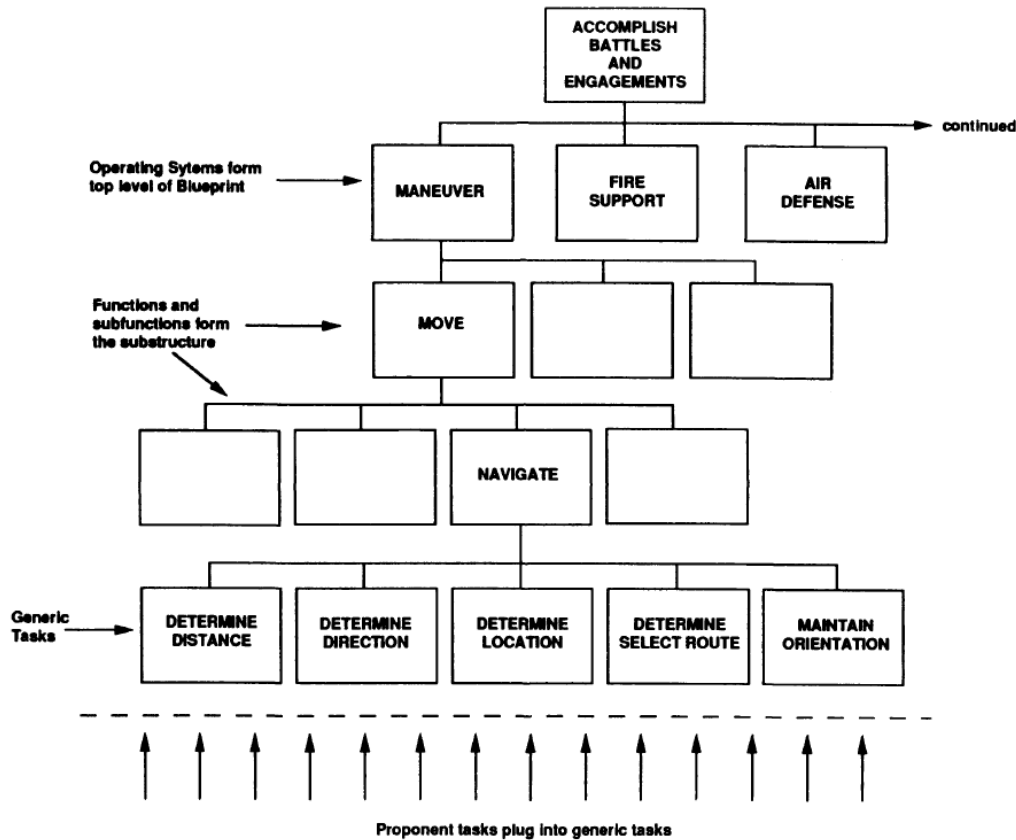 ACCOMPLISH
BATTLES
AND
ENGAGEMENTS
continued
Operating Sytems form
top level of Blueprint
MANEUVER
FIRE
SUPPORT
AIR
DEFENSE
Functions and
subfunctions form
the substructure
MOVE
NAVIGATE
Generic
Tasks
DETERMINE
DISTANCE
DETERMINE
DIRECTION
DETERMINE
LOCATION
DETERMINE
SELECT ROUTE
MAINTAIN
ORIENTATION
Proponent tasks plug into generic tasks